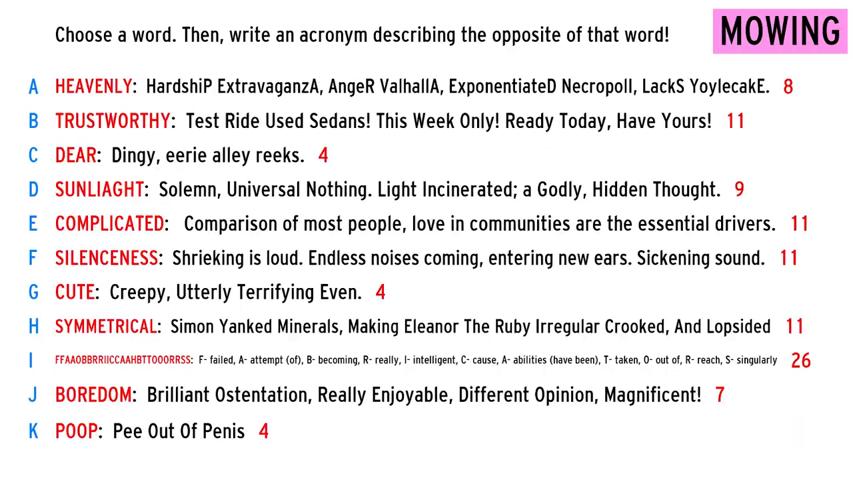 Choose a word. Then, write an acronym describing the opposite of that word!
MOWING
A HEAVENLY: HardshiP ExtravaganzA, AngeR ValhallA, ExponentiateD NecropolI, LackS YoylecakE. 8
B TRUSTWORTHY: Test Ride Used Sedans! This Week Only! Ready Today, Have Yours! 11
C DEAR: Dingy, eerie alley reeks. 4
D SUNLIAGHT: Solemn, Universal Nothing. Light Incinerated; a Godly, Hidden Thought. 9
E COMPLICATED: Comparison of most people, love in communities are the essential drivers. 11
F SILENCENESS: Shrieking is loud. Endless noises coming, entering new ears. Sickening sound. 11
G CUTE: Creepy, Utterly Terrifying Even. 4
H SYMMETRICAL: Simon Yanked Minerals, Making Eleanor The Ruby Irregular Crooked, And Lopsided 11
I FFAAOBBRRIICCAAHBTTOOORRSS: F- failed, A- attempt (of), B- becoming, R- really, I- intelligent, C- cause, A- abilities (have been), T- taken, O- out of, R- reach, S- singularly 26
J BOREDOM: Brilliant Ostentation, Really Enjoyable, Different Opinion, Magnificent! 7
K POOP: Pee Out Of Penis 4